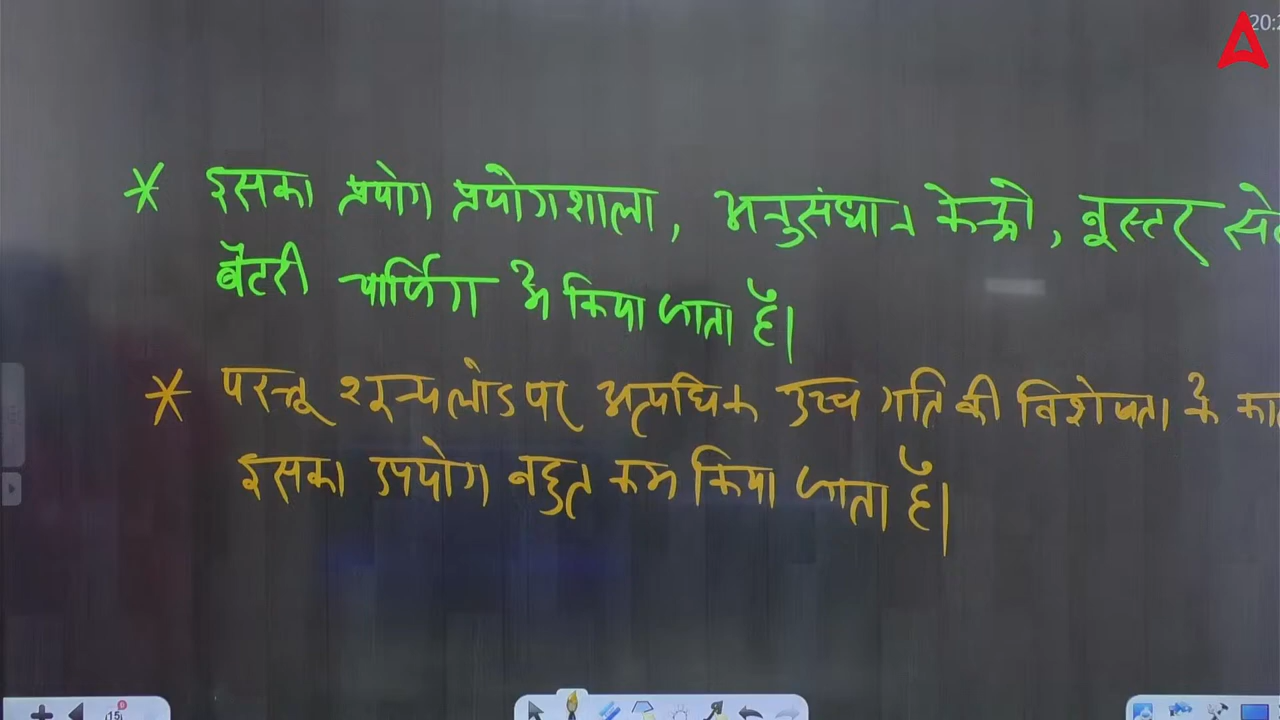 * इसका प्रयोग प्रयोगशाला, अनुसंधान केन्द्रो, बूस्टर
बैटरी चार्जिंग मे किया जाता है।
* परन्तु शून्य लोड पर अत्यधिक उच्च गति की विशेषता के
इसका उपयोग बहुत कम किया जाता है।